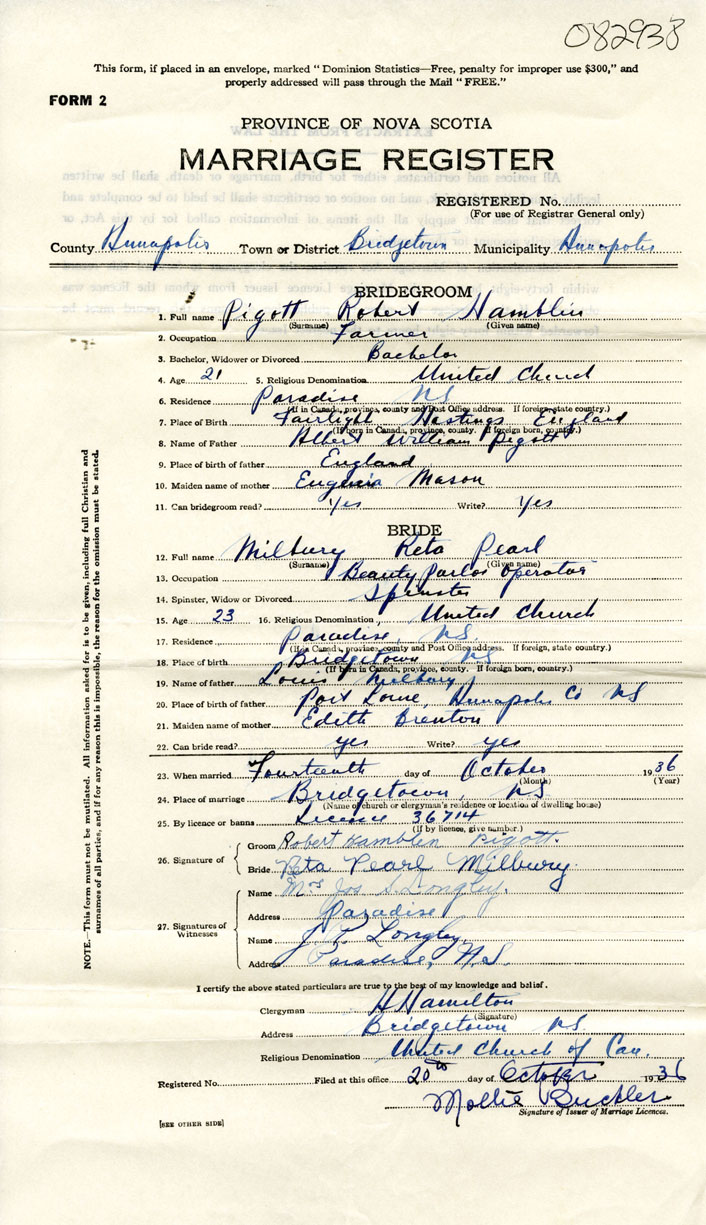 082938
This form, if placed in an envelope, marked "Dominion Statistics—Free, penalty for improper use $300," and
properly addressed will pass through the Mail "FREE."
FORM 2
PROVINCE OF NOVA SCOTIA
MARRIAGE REGISTER
REGISTERED No.
(For use of Registrar General only)
County Annapolis Town or District Bridgetown Municipality Annapolis
BRIDEGROOM
1. Full name Pigott Robert Hamblin
(Surname) (Given name)
2. Occupation Farmer
3. Bachelor, Widower or Divorced Bachelor
4. Age 21 5. Religious Denomination United Church
6. Residence Paradise NS
(If in Canada, province, county and Post Office address. If foreign, state country.)
7. Place of Birth Fairlight Hastings England
(If born in Canada, province, county. If foreign born, country.)
8. Name of Father Albert William Pigott
9. Place of birth of father England
10. Maiden name of mother Eugenia Mason
11. Can bridegroom read? Yes Write? Yes
BRIDE
12. Full name Milbury Reta Pearl
(Surname) (Given name)
13. Occupation Beauty Parlor Operator
14. Spinster, Widow or Divorced Spinster
15. Age 23 16. Religious Denomination United Church
17. Residence Paradise, NS.
(If in Canada, province, county and Post Office address. If foreign, state country.)
18. Place of birth Bridgetown NS
(If born in Canada, province, county. If foreign born, country.)
19. Name of father Louis Milbury
20. Place of birth of father Port Lorne, Annapolis Co NS
21. Maiden name of mother Edith Brenton
22. Can bride read? yes Write? yes
23. When married Fourteenth day of October 1936
(Month) (Year)
24. Place of marriage Bridgetown, NS
(Name of church or clergyman's residence or location of dwelling house)
25. By licence or banns Licence 36714
(If by licence, give number.)
26. Signature of
Groom Robert Hamblen Pigott.
Bride Reta Pearl Milbury.
27. Signatures of Witnesses
Name Mrs Jos S. Longley.
Address Paradise
Name Longley
Address Paradise, N.S.
I certify the above stated particulars are true to the best of my knowledge and belief.
Clergyman H Hamilton
(Signature)
Address Bridgetown NS.
Religious Denomination United Church of Can.
Registered No. Filed at this office 20th day of October 1936
Mollie Buckler
Signature of Issuer of Marriage Licences.
[SEE OTHER SIDE]
NOTE.—This form must not be mutilated. All information asked for is to be given, including full Christian and
surnames of all parties, and if for any reason this is impossible, the reason for the omission must be stated.